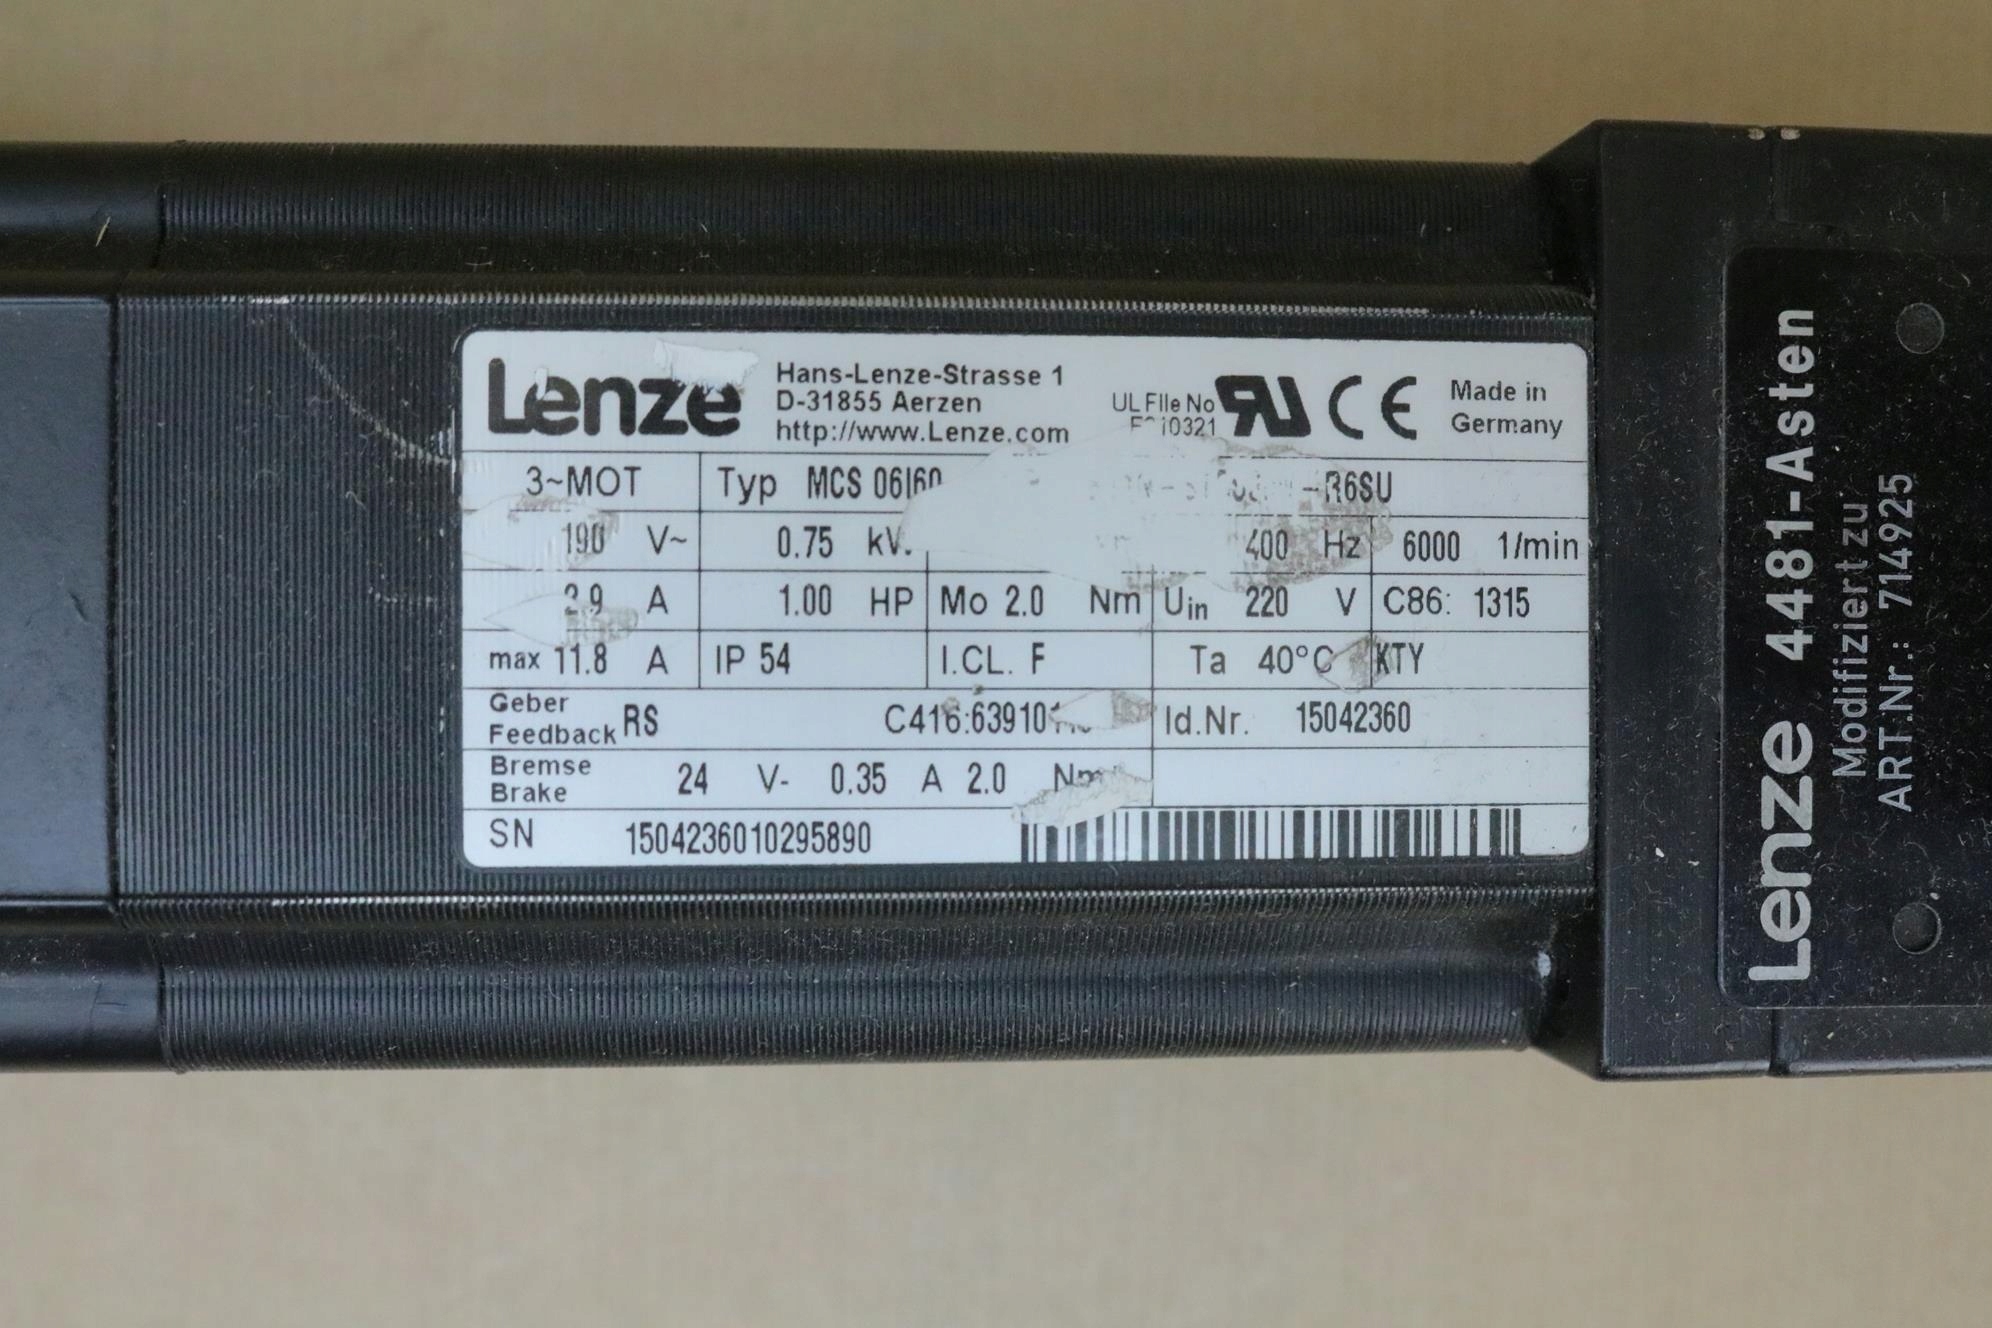 Lenze
Hans-Lenze-Strasse 1
D-31855 Aerzen
http://www.Lenze.com
UL FIle No
Made in
Germany
3~MOT Typ MCS 06I60 -R6SU
190 V~ 0.75 400 Hz 6000 1/min
2.9 A 1.00 HP Mo 2.0 Nm Uin 220 V C86: 1315
max 11.8 A IP 54 I.CL. F Ta 40°C KTY
Geber
Feedback RS Id.Nr. 15042360
Bremse
Brake 24 V- 0.35 A 2.0 Nm
SN 1504236010295890
Lenze 4481-Asten
Modifiziert zu
ART.Nr.: 714925